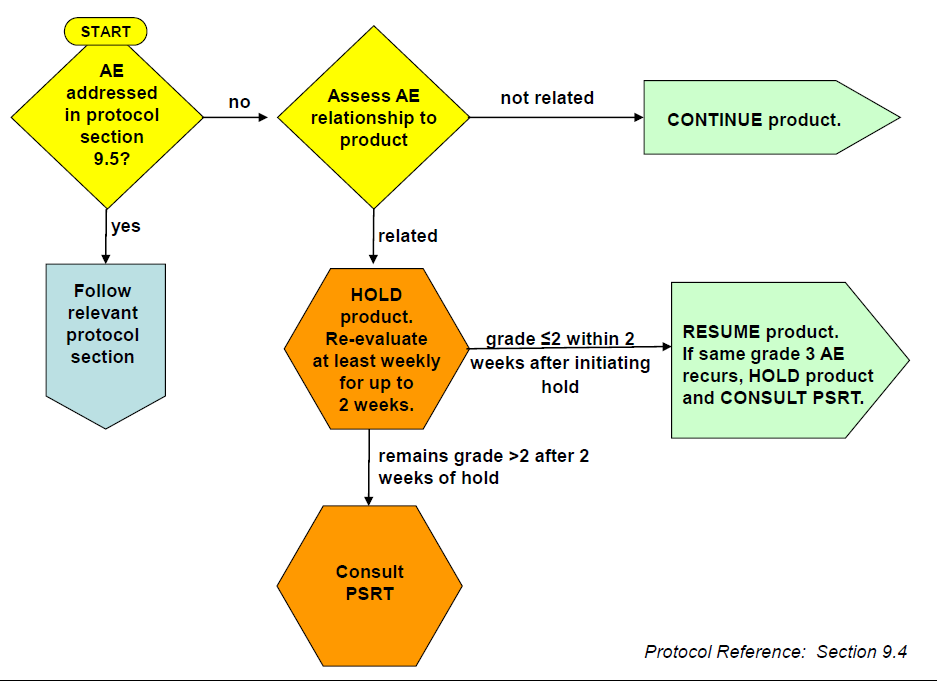 START
AE
addressed
in protocol
section
9.5?
no
Assess AE
relationship to
product
not related
CONTINUE product.
yes
related
Follow
relevant
protocol
section
HOLD
product.
Re-evaluate
at least weekly
for up to
2 weeks.
grade ≤2 within 2
weeks after initiating
hold
RESUME product.
If same grade 3 AE
recurs, HOLD product
and CONSULT PSRT.
remains grade >2 after 2
weeks of hold
Consult
PSRT
Protocol Reference: Section 9.4